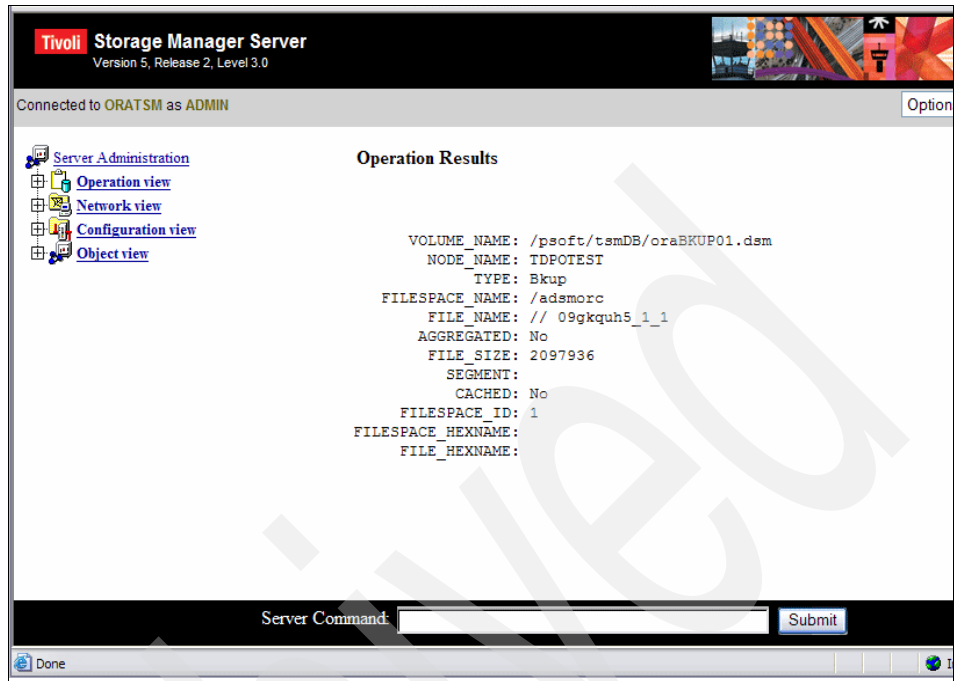 Tivoli Storage Manager Server
Version 5, Release 2, Level 3.0
Connected to ORATSM as ADMIN
Option
Server Administration
Operation view
Network view
Configuration view
Object view
Operation Results
VOLUME_NAME: /psoft/tsmDB/oraBKUP01.dsm
NODE_NAME: TDPOTEST
TYPE: Bkup
FILESPACE_NAME: /adsmorc
FILE_NAME: // 09gkquh5_1_1
AGGREGATED: No
FILE_SIZE: 2097936
SEGMENT:
CACHED: No
FILESPACE_ID: 1
FILESPACE_HEXNAME:
FILE_HEXNAME:
Server Command:
Submit
Done